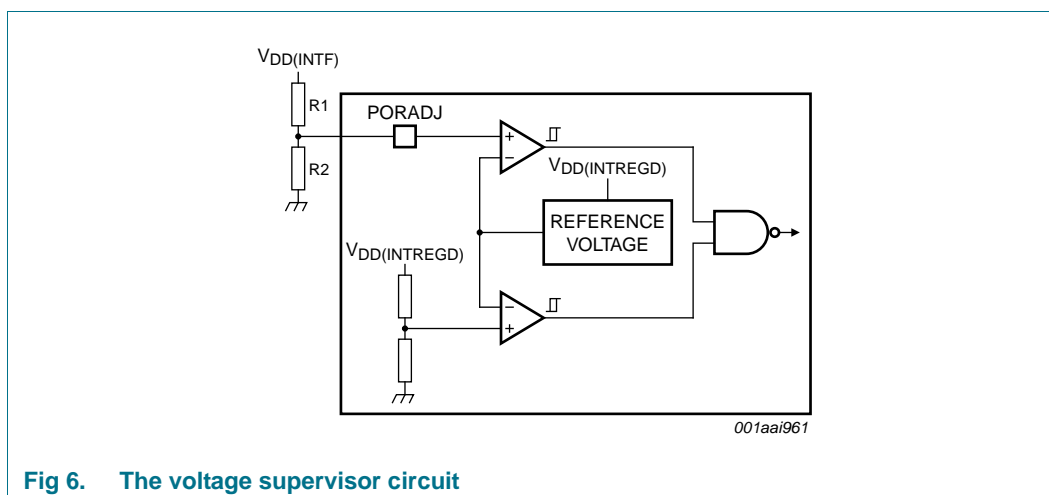 VDD(INTF)
R1
PORADJ
R2
+
−
VDD(INTREGD)
REFERENCE
VOLTAGE
VDD(INTREGD)
−
+
001aai961
Fig 6. The voltage supervisor circuit